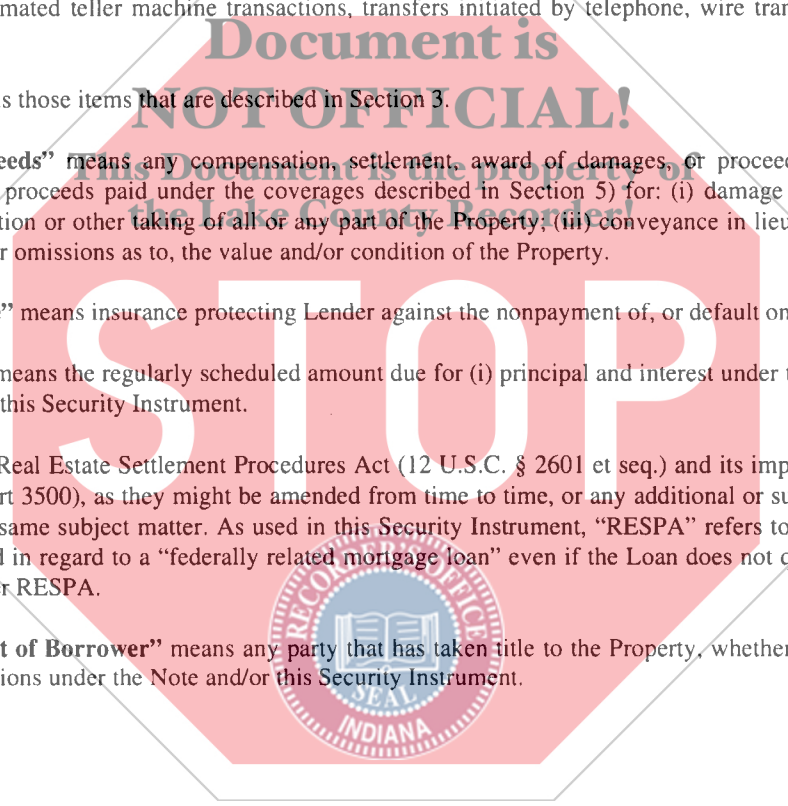 mated teller machine transactions, transfers initiated by telephone, wire tran
Document is
s those items that are described in Section 3.
NOT OFFICIAL!
eeds” means any compensation, settlement, award of damages, or proceed
This Document is the property of
proceeds paid under the coverages described in Section 5) for: (i) damage
the Lake County Recorder!
tion or other taking of all or any part of the Property; (iii) conveyance in lieu
r omissions as to, the value and/or condition of the Property.
” means insurance protecting Lender against the nonpayment of, or default on
means the regularly scheduled amount due for (i) principal and interest under t
this Security Instrument.
STOP
Real Estate Settlement Procedures Act (12 U.S.C. § 2601 et seq.) and its imp
rt 3500), as they might be amended from time to time, or any additional or su
same subject matter. As used in this Security Instrument, “RESPA” refers to
d in regard to a “federally related mortgage loan” even if the Loan does not q
r RESPA.
t of Borrower” means any party that has taken title to the Property, whether
ions under the Note and/or this Security Instrument.
RECORDER'S OFFICE
SEAL
INDIANA